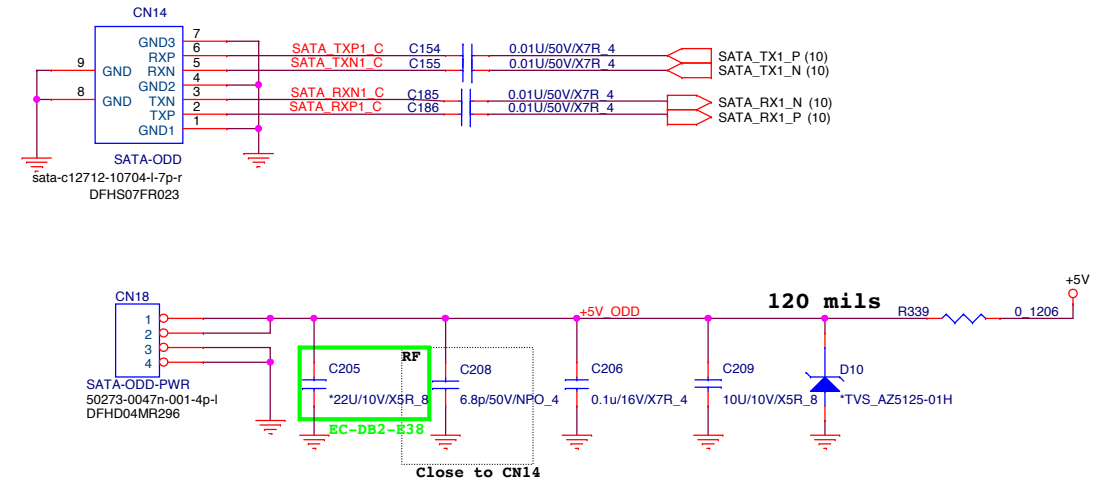 CN14
GND3 7
RXP 6 SATA_TXP1_C C154 0.01U/50V/X7R_4 SATA_TX1_P (10)
9 GND RXN 5 SATA_TXN1_C C155 0.01U/50V/X7R_4 SATA_TX1_N (10)
GND2 4
8 GND TXN 3 SATA_RXN1_C C185 0.01U/50V/X7R_4 SATA_RX1_N (10)
TXP 2 SATA_RXP1_C C186 0.01U/50V/X7R_4 SATA_RX1_P (10)
GND1 1
SATA-ODD
sata-c12712-10704-l-7p-r
DFHS07FR023
+5V
CN18
120 mils
1 +5V_ODD R339 0_1206
2
3
4
RF
C205 C208 C206 C209 D10
SATA-ODD-PWR
50273-0047n-001-4p-l
DFHD04MR296
*22U/10V/X5R_8 6.8p/50V/NPO_4 0.1u/16V/X7R_4 10U/10V/X5R_8 *TVS_AZ5125-01H
EC-DB2-E38
Close to CN14